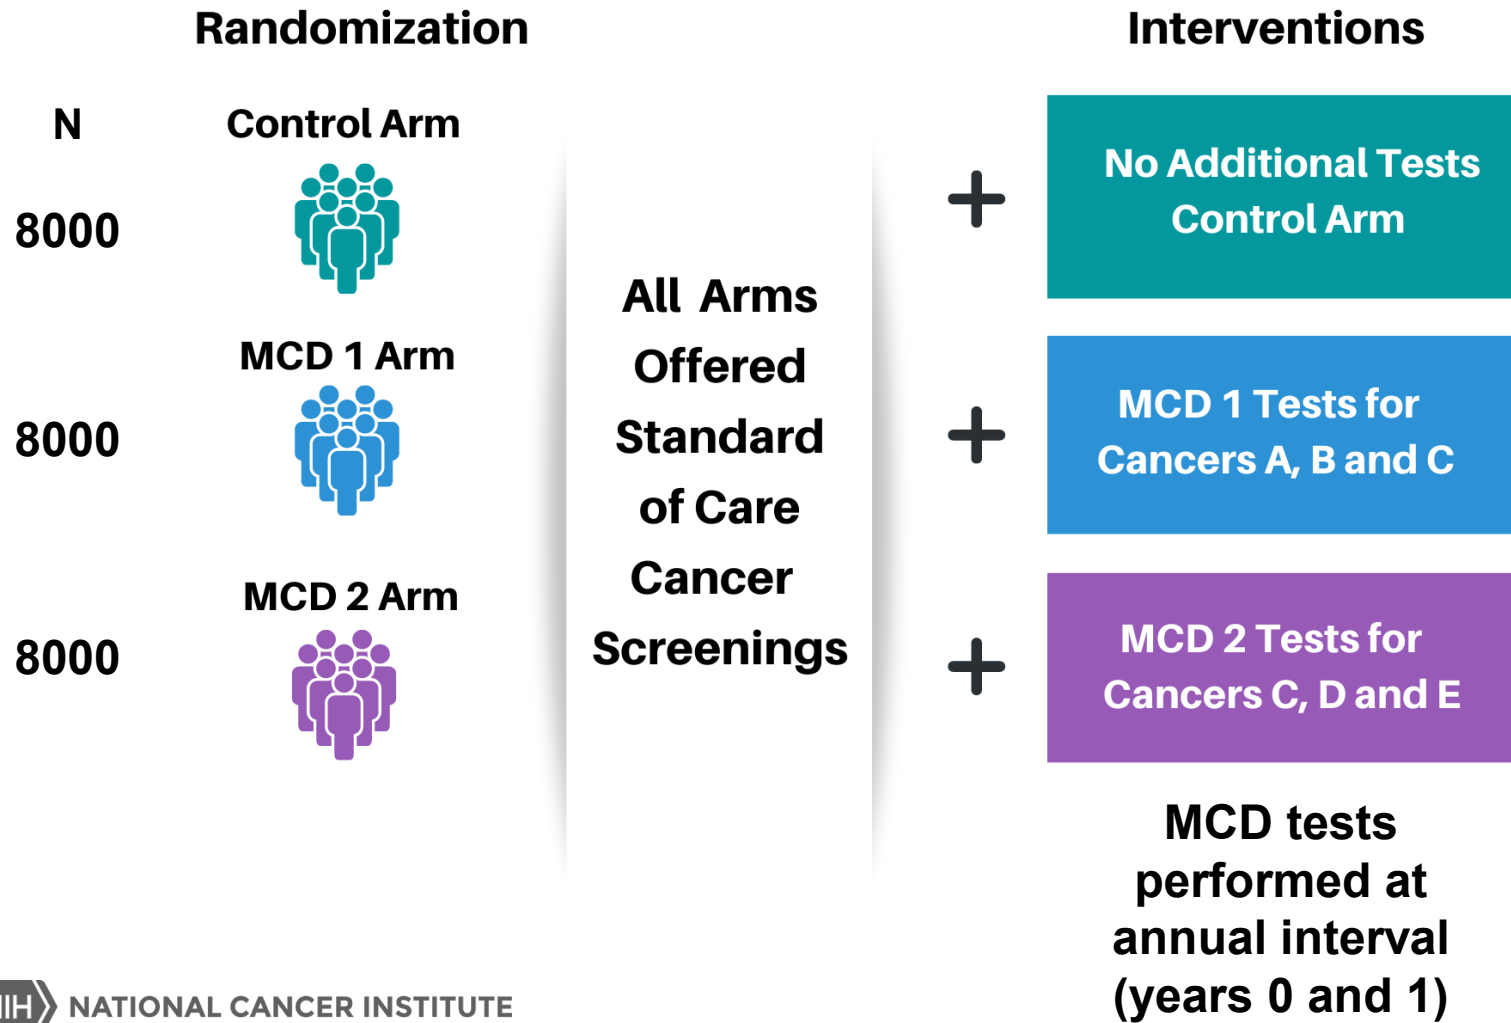 Randomization
Interventions
N
Control Arm
8000
No Additional Tests
Control Arm
MCD 1 Arm
8000
MCD 1 Tests for
Cancers A, B and C
MCD 2 Arm
8000
MCD 2 Tests for
Cancers C, D and E
All Arms
Offered
Standard
of Care
Cancer
Screenings
+
+
+
MCD tests
performed at
annual interval
(years 0 and 1)
NATIONAL CANCER INSTITUTE